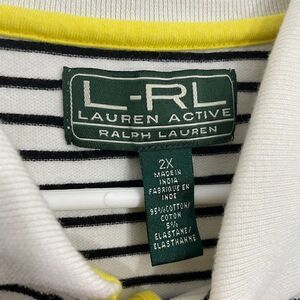 L-RL
LAUREN ACTIVE
RALPH LAUREN
2X
MADE IN
INDIA
FABRIQUE EN
INDE
95%COTTON/
COTON
5%
ELASTANE/
ELASTHANNE